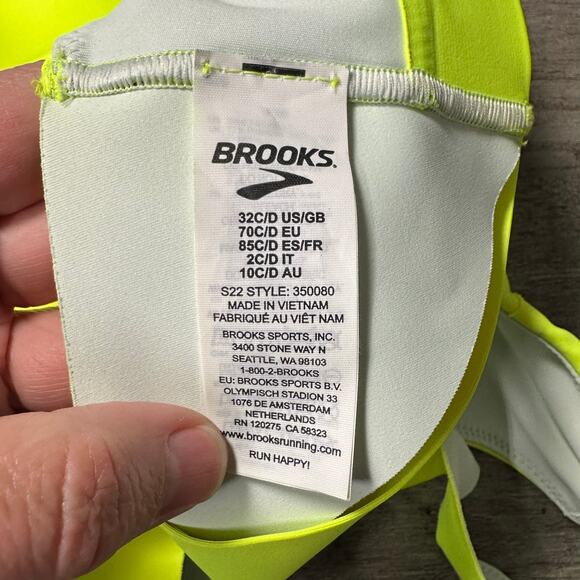 BROOKS
32C/D US/GB
70C/D EU
85C/D ES/FR
2C/D IT
10C/D AU
S22 STYLE: 350080
MADE IN VIETNAM
FABRIQUÉ AU VIÊT NAM
BROOKS SPORTS, INC.
3400 STONE WAY N
SEATTLE, WA 98103
1-800-2-BROOKS
EU: BROOKS SPORTS B.V.
OLYMPISCH STADION 33
1076 DE AMSTERDAM
NETHERLANDS
RN 120275 CA 58323
www.brooksrunning.com
RUN HAPPY!